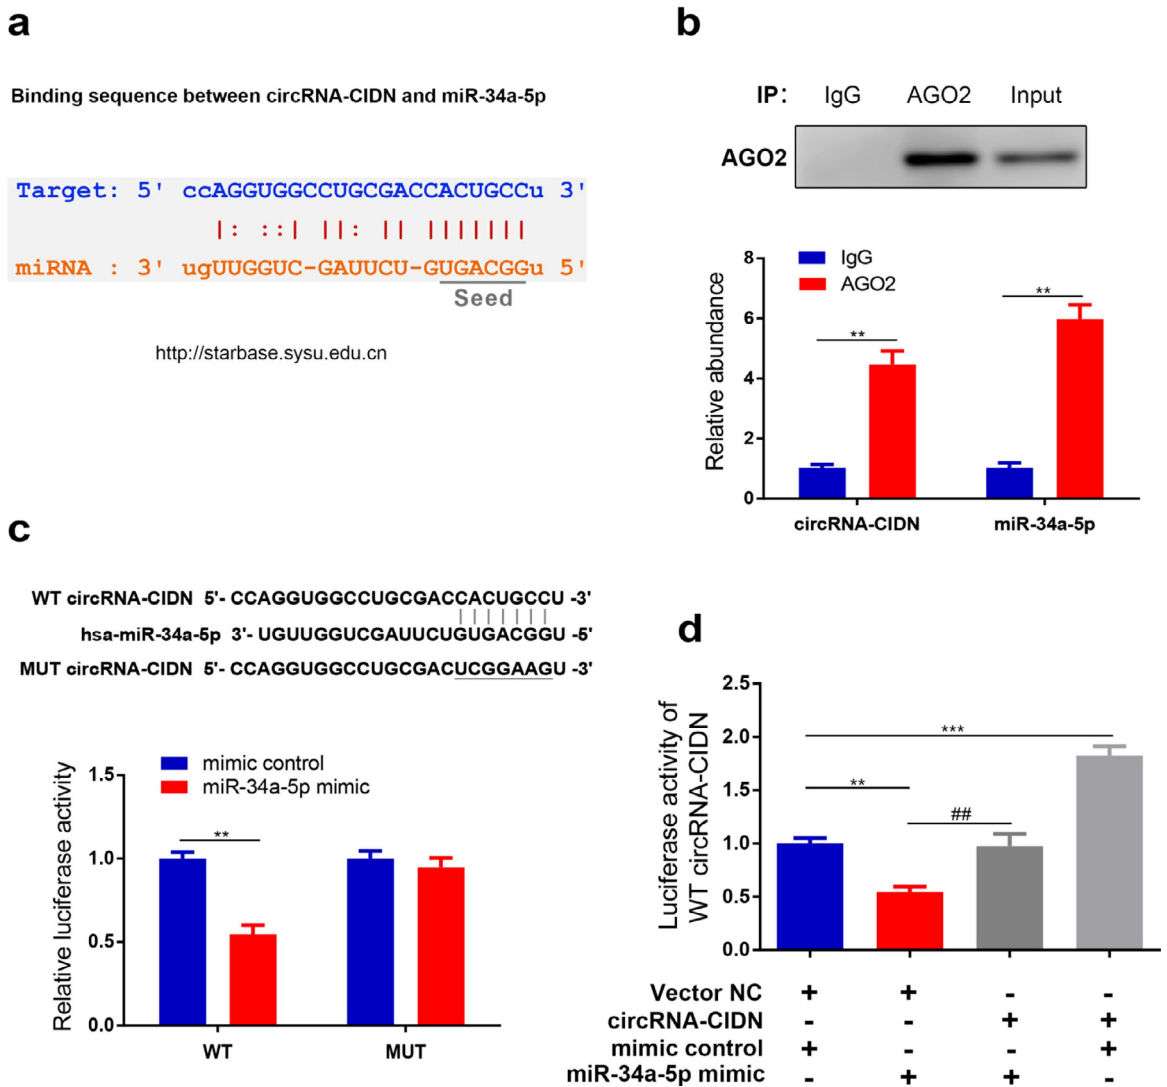 a
Binding sequence between circRNA-CIDN and miR-34a-5p
Target: 5' ccAGGUGGCCUGCGACCACUGCCu 3'
|: ::| ||: || |||||||
miRNA : 3' ugUUGGUC-GAUUCU-GUGACGGu 5'
Seed
http://starbase.sysu.edu.cn
b
IP: IgG AGO2 Input
AGO2
Relative abundance
8
6
4
2
0
IgG
AGO2
**
**
circRNA-CIDN miR-34a-5p
c
WT circRNA-CIDN 5'- CCAGGUGGCCUGCGACCACUGCCU -3'
hsa-miR-34a-5p 3'- UGUUGGUCGAUUCUGUGACGGU -5'
MUT circRNA-CIDN 5'- CCAGGUGGCCUGCGACUCGGAAGU -3'
Relative luciferase activity
1.5
1.0
0.5
0.0
mimic control
miR-34a-5p mimic
**
WT MUT
d
Luciferase activity of
WT circRNA-CIDN
2.5
2.0
1.5
1.0
0.5
0.0
***
**
##
Vector NC + + - -
circRNA-CIDN - - + +
mimic control + - - +
miR-34a-5p mimic - + + -